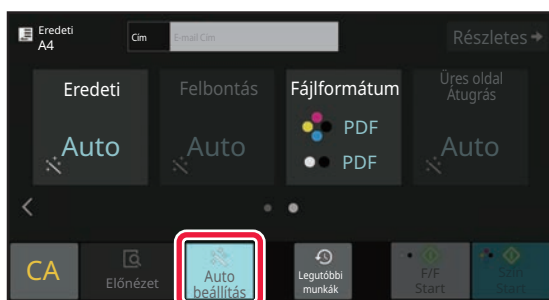 Eredeti
A4
Cím
E-mail Cím
Részletes
Eredeti
Auto
Felbontás
Auto
Fájlformátum
PDF
PDF
Üres oldal
Átugrás
Auto
CA
Előnézet
Auto
beállítás
Legutóbbi
munkák
F/F
Start
Szín
Start